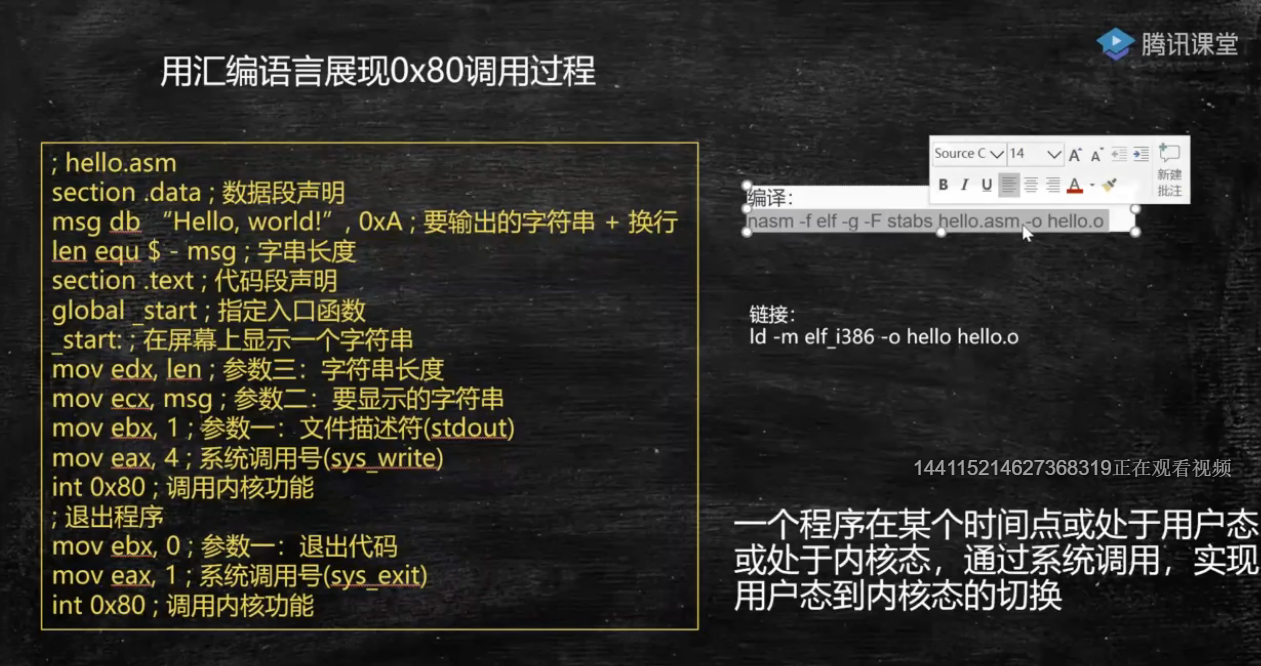 腾讯课堂
用汇编语言展现0x80调用过程
; hello.asm
section .data ; 数据段声明
msg db “Hello, world!”, 0xA ; 要输出的字符串 + 换行
len equ $ - msg ; 字串长度
section .text ; 代码段声明
global _start ; 指定入口函数
_start: ; 在屏幕上显示一个字符串
mov edx, len ; 参数三：字符串长度
mov ecx, msg ; 参数二：要显示的字符串
mov ebx, 1 ; 参数一：文件描述符(stdout)
mov eax, 4 ; 系统调用号(sys_write)
int 0x80 ; 调用内核功能
; 退出程序
mov ebx, 0 ; 参数一：退出代码
mov eax, 1 ; 系统调用号(sys_exit)
int 0x80 ; 调用内核功能
Source C 14 A A
B I U A
新建
批注
编译：
nasm -f elf -g -F stabs hello.asm -o hello.o
链接：
ld -m elf_i386 -o hello hello.o
144115214627368319正在观看视频
一个程序在某个时间点或处于用户态
或处于内核态，通过系统调用，实现
用户态到内核态的切换